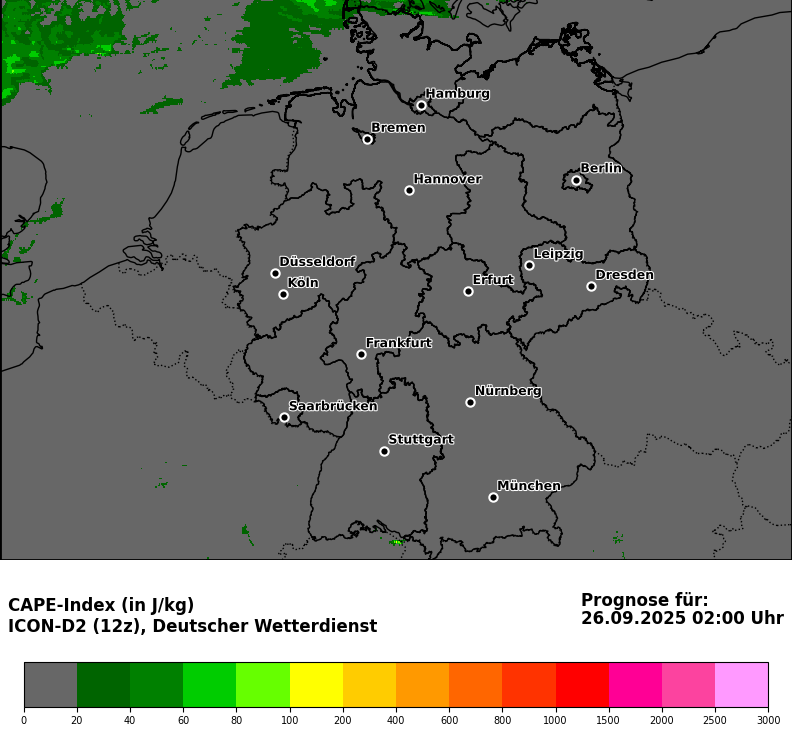 Hamburg
Bremen
Berlin
Hannover
Leipzig
Düsseldorf
Dresden
Köln
Erfurt
Frankfurt
Nürnberg
Saarbrücken
Stuttgart
München
CAPE-Index (in J/kg)
ICON-D2 (12z), Deutscher Wetterdienst
Prognose für:
26.09.2025 02:00 Uhr
0 20 40 60 80 100 200 400 600 800 1000 1500 2000 2500 3000